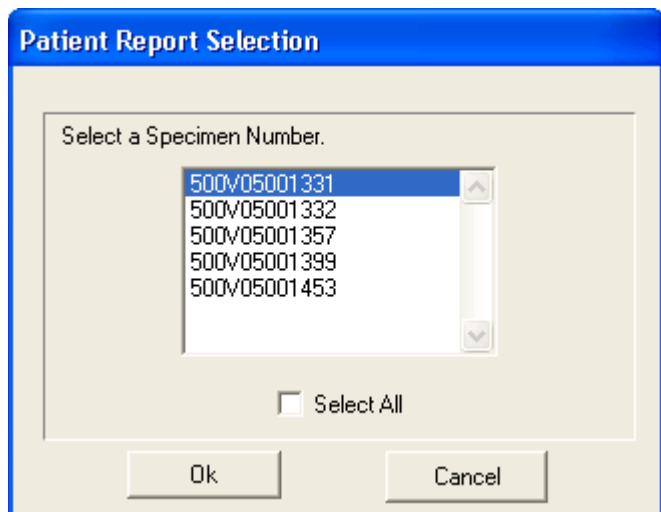 Patient Report Selection
Select a Specimen Number.
500V05001331
500V05001332
500V05001357
500V05001399
500V05001453
Select All
Ok
Cancel